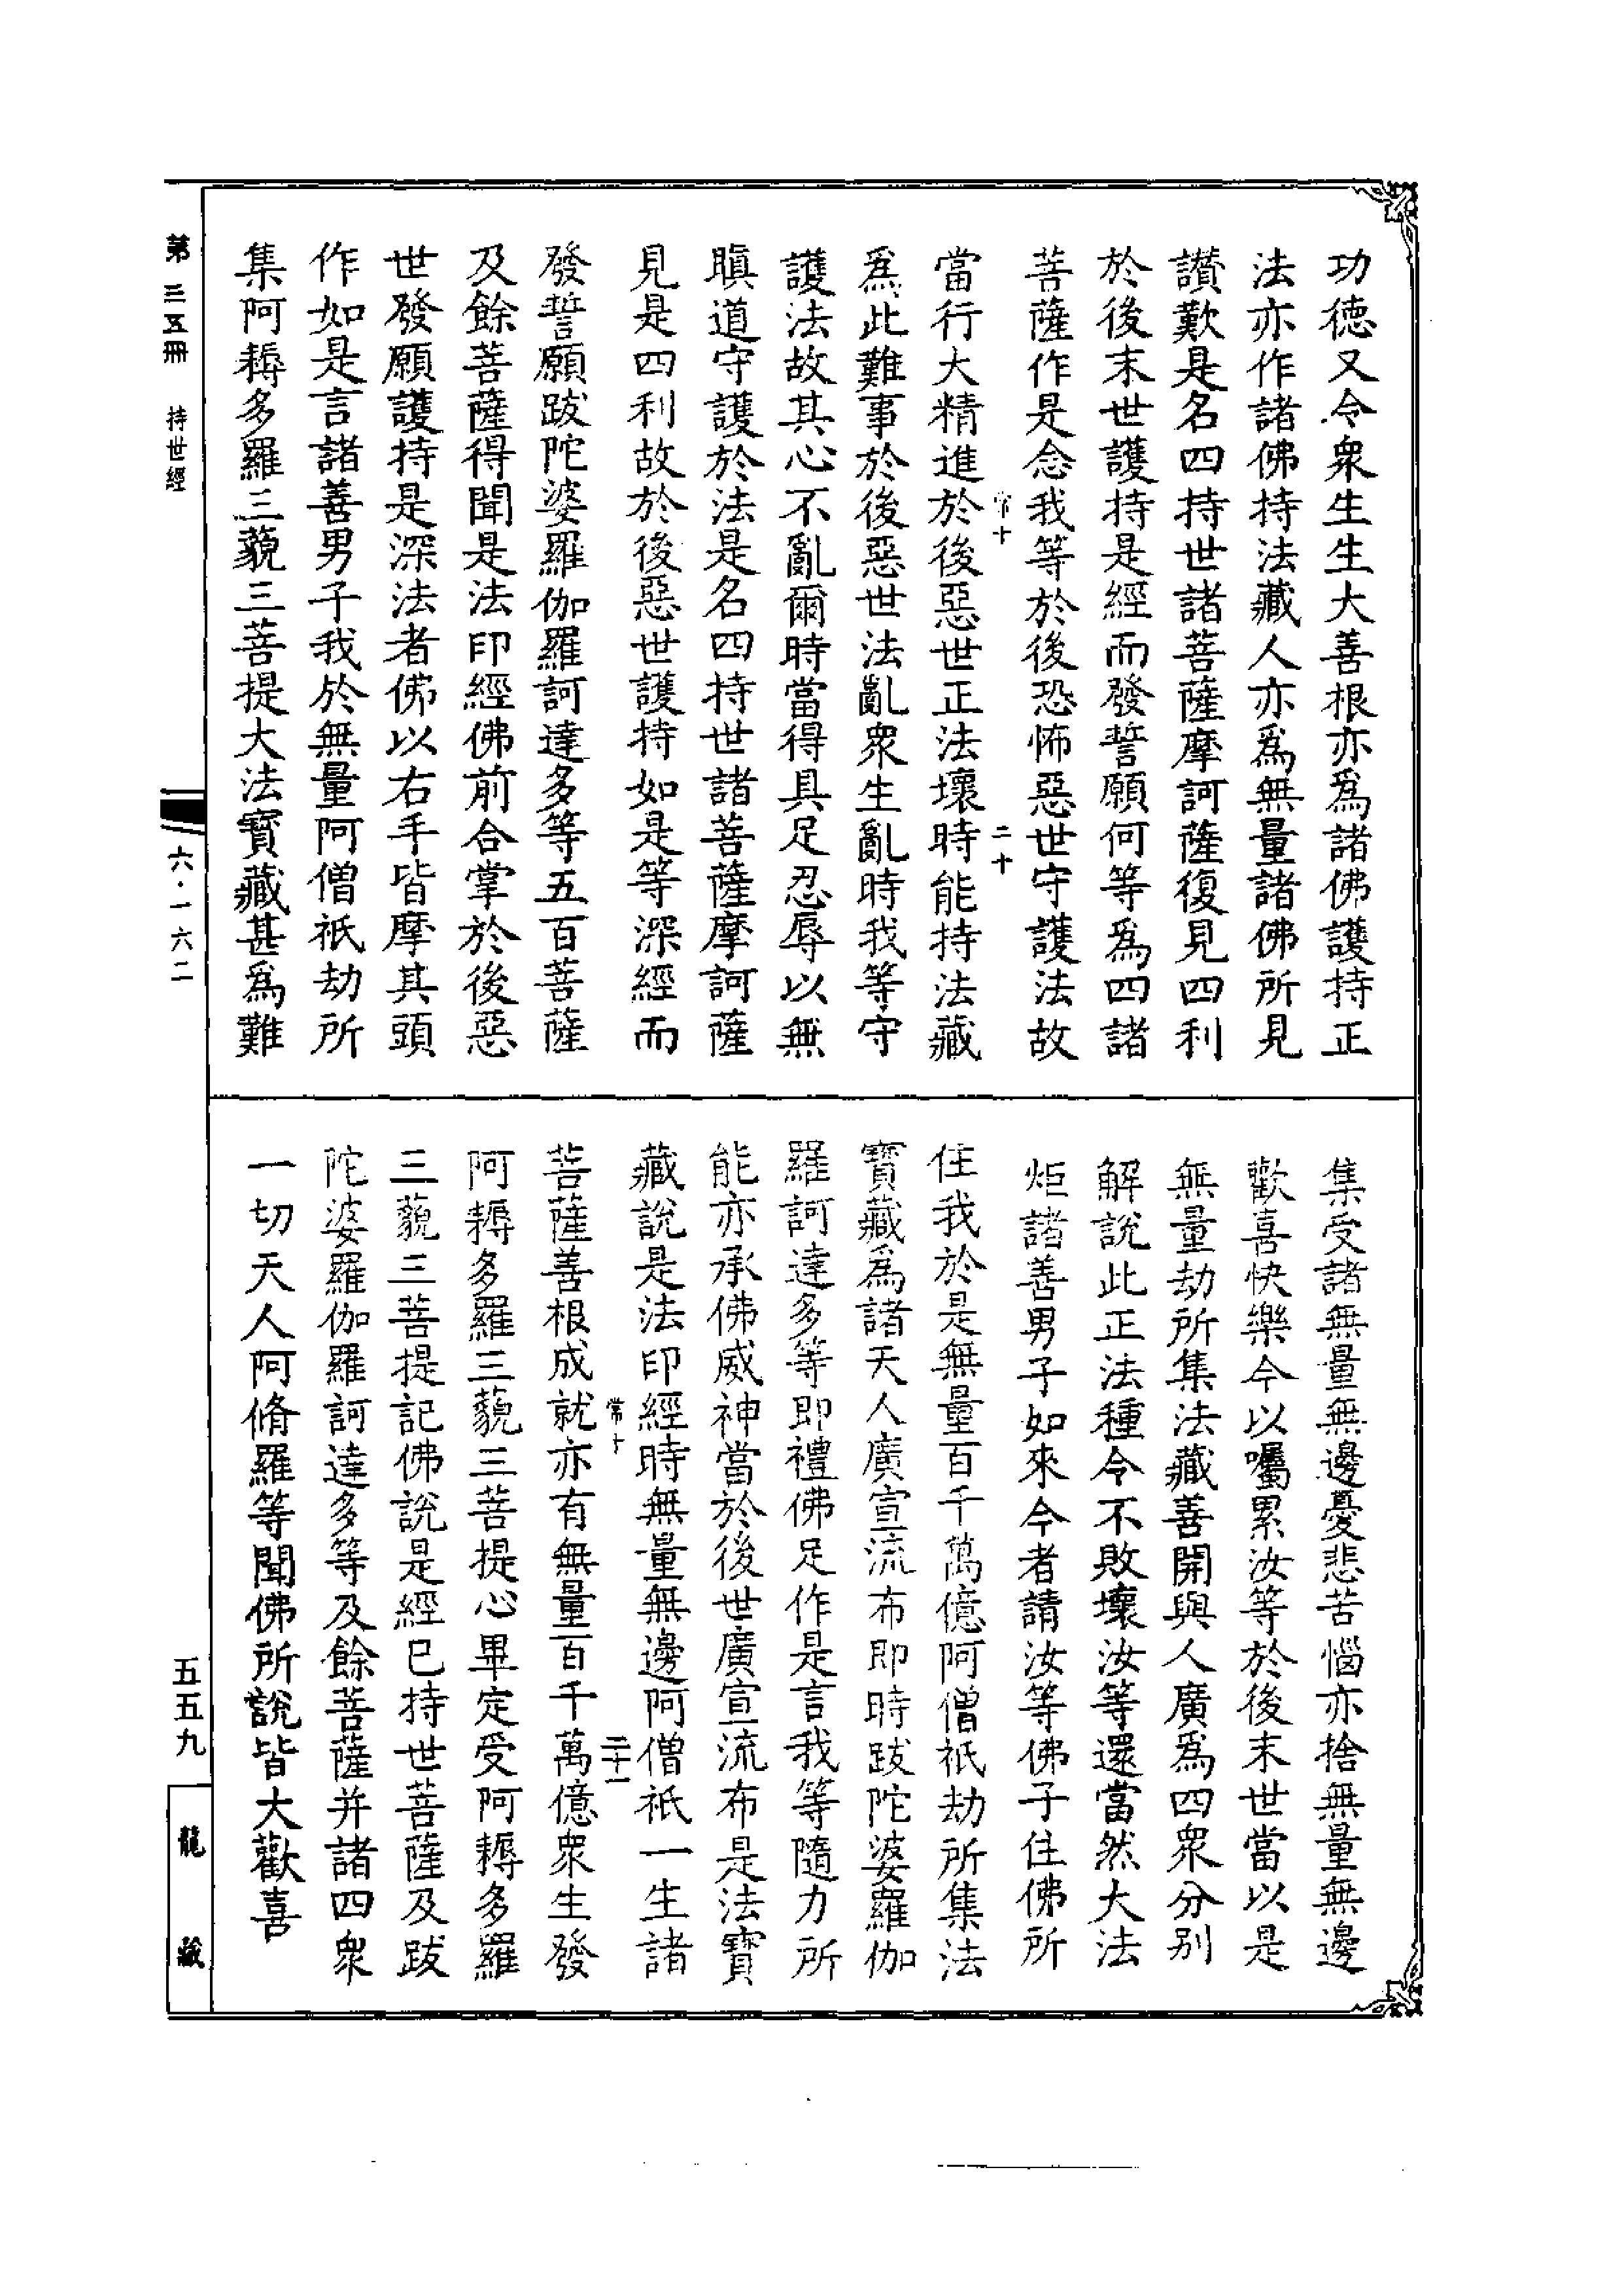 功德又令衆生生大善根亦爲諸佛護持正
法亦作諸佛持法藏人亦爲無量諸佛所見
讃歎是名四持世諸菩薩摩訶薩復見四利
於後末世護持是經而發誓願何等爲四諸
菩薩作是念我等於後恐怖惡世守護法故
常十 二十
當行大精進於後惡世正法壞時能持法藏
爲此難事於後惡世法亂衆生亂時我等守
護法故其心不亂爾時當得具足忍辱以無
瞋道守護於法是名四持世諸菩薩摩訶薩
見是四利故於後惡世護持如是等深經而
發誓願跋陀婆羅伽羅訶達多等五百菩薩
及餘菩薩得聞是法印經佛前合掌於後惡
世發願護持是深法者佛以右手皆摩其頭
作如是言諸善男子我於無量阿僧祇劫所
集阿耨多羅三藐三菩提大法寳藏甚爲難
集受諸無量無邊憂悲苦惱亦捨無量無邊
歡喜快樂今以囑累汝等於後末世當以是
無量劫所集法藏善開與人廣爲四衆分別
解說此正法種令不敗壞汝等還當然大法
炬諸善男子如來今者請汝等佛子住佛所
住我於是無量百千萬億阿僧祇劫所集法
寳藏爲諸天人廣宣流布即時跋陀婆羅伽
羅訶達多等即禮佛足作是言我等隨力所
能亦承佛威神當於後世廣宣流布是法寳
藏說是法印經時無量無邊阿僧祇一生諸
常十 二十一
菩薩善根成就亦有無量百千萬億衆生發
阿耨多羅三藐三菩提心畢定受阿耨多羅
三藐三菩提記佛說是經已持世菩薩及跋
陀婆羅伽羅訶達多等及餘菩薩并諸四衆
一切天人阿脩羅等聞佛所說皆大歡喜
第三五冊 持世經
六·一六二
五五九
龍藏